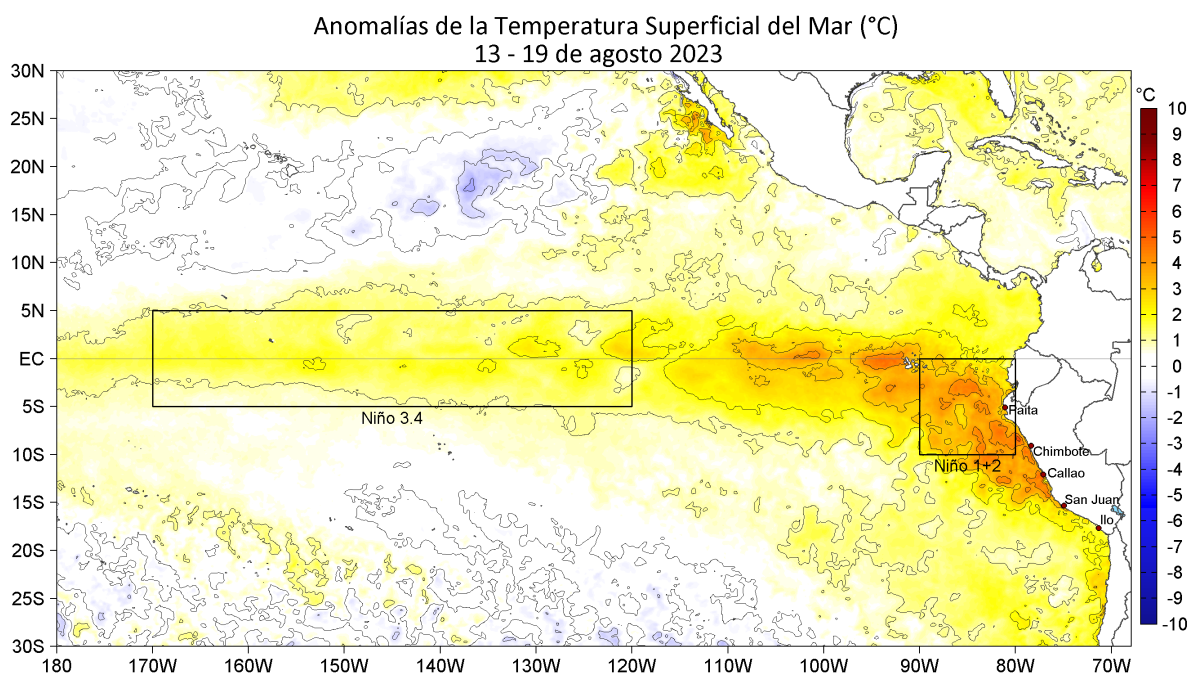 Anomalías de la Temperatura Superficial del Mar (°C)
13 - 19 de agosto 2023
30N
25N
20N
15N
10N
5N
EC
5S
10S
15S
20S
25S
30S
180
170W
160W
150W
140W
130W
120W
110W
100W
90W
80W
70W
Niño 3.4
Niño 1+2
Paita
Chimbote
Callao
San Juan
Ilo
°C
10
9
8
7
6
5
4
3
2
1
0
-1
-2
-3
-4
-5
-6
-7
-8
-9
-10